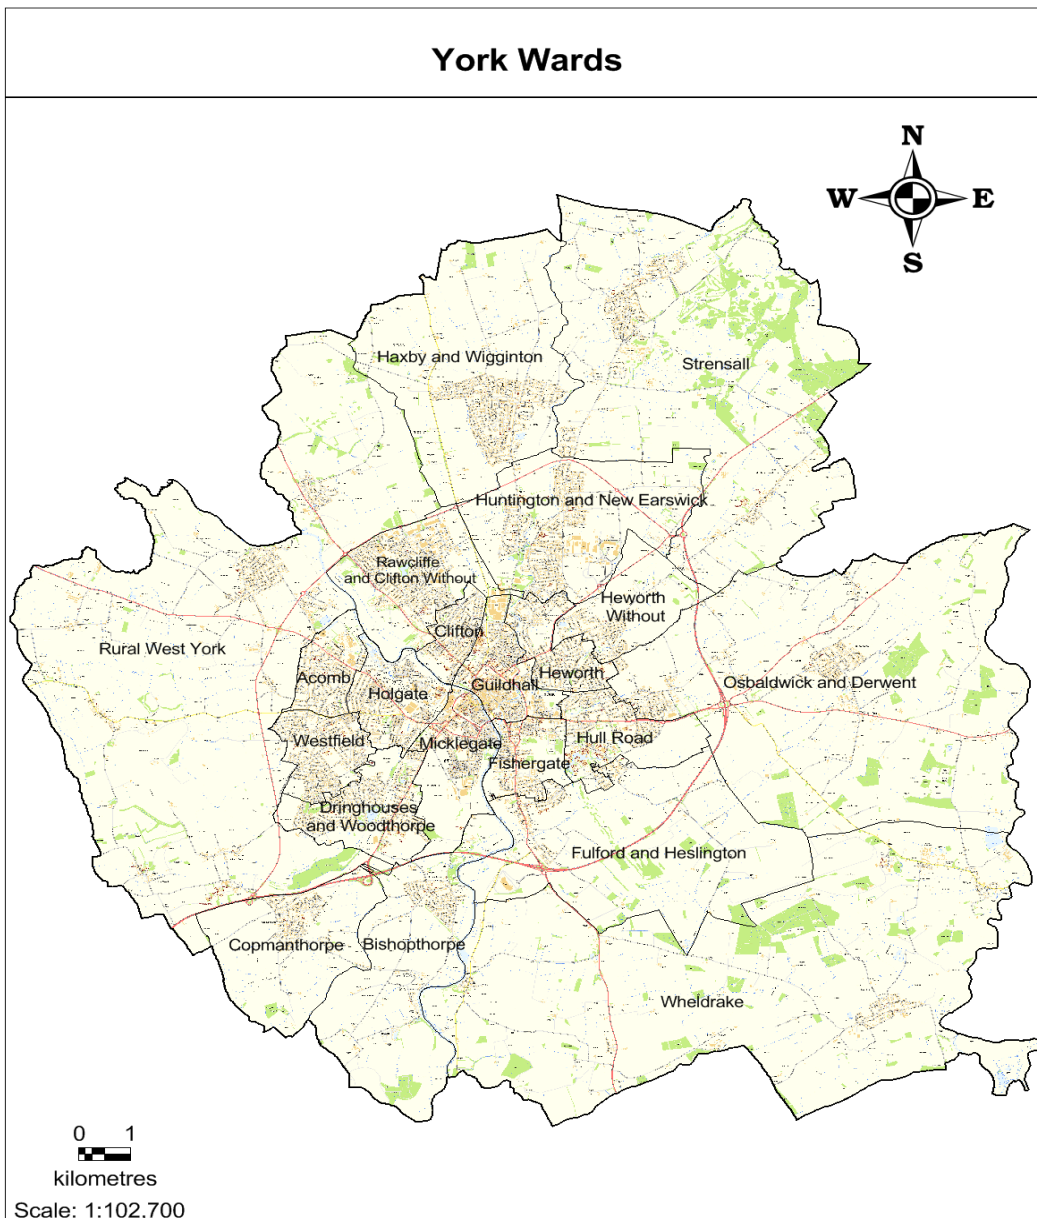 York Wards
N
W E
S
Haxby and Wigginton
Strensall
Huntington and New Earswick
Rawcliffe
and Clifton Without
Heworth
Without
Clifton
Rural West York
Acomb
Holgate
Guildhall
Heworth
Osbaldwick and Derwent
Westfield
Micklegate
Hull Road
Fishergate
Dringhouses
and Woodthorpe
Fulford and Heslington
Copmanthorpe
Bishopthorpe
Wheldrake
0 1
kilometres
Scale: 1:102,700